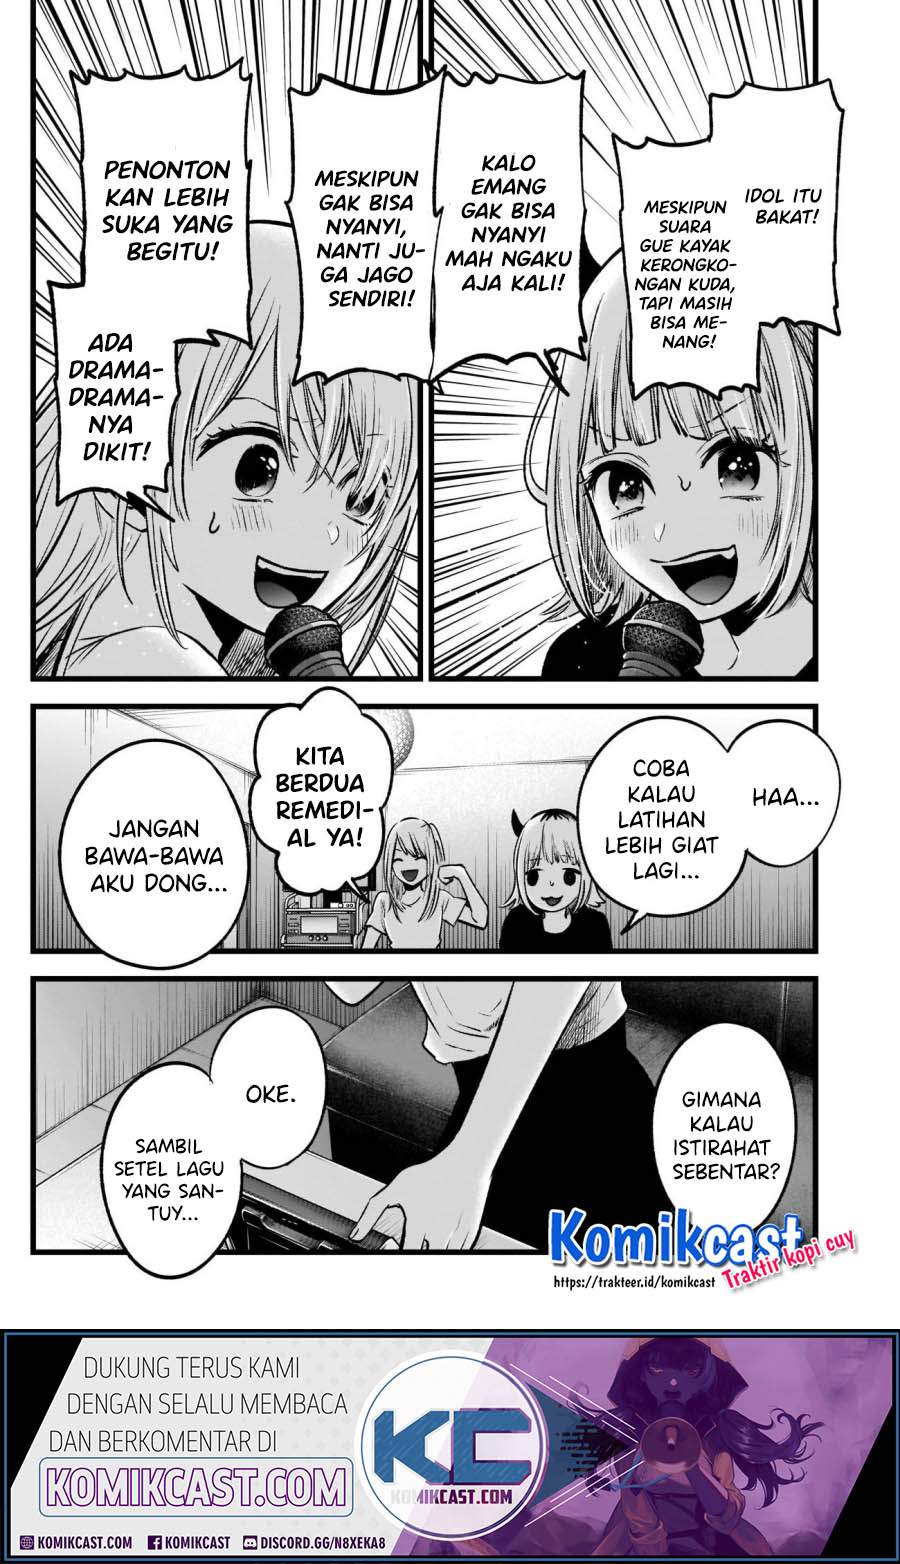 IDOL ITU
BAKAT!
MESKIPUN
SUARA
GUE KAYAK
KERONGKO-
NGAN KUDA,
TAPI MASIH
BISA ME-
NANG!
KALO
EMANG
GAK BISA
NYANYI
MAH NGAKU
AJA KALI!
MESKIPUN
GAK BISA
NYANYI,
NANTI JU-
GA JAGO
SENDIRI!
PENONTON
KAN LEBIH
SUKA YANG
BEGITU!
ADA
DRAMA-
DRAMA-
NYA
DIKIT!
HAA...
COBA
KALAU
LATIHAN
LEBIH GIAT
LAGI...
KITA
BERDUA
REMEDI-
AL YA!
JANGAN
BAWA-BAWA
AKU DONG...
GIMANA
KALAU
ISTIRAHAT
SEBENTAR?
OKE.
SAMBIL
SETEL LAGU
YANG SAN-
TUY...
Komikcast
https://trakteer.id/komikcast
Traktir kopi cuy
DUKUNG TERUS KAMI
DENGAN SELALU MEMBACA
DAN BERKOMENTAR DI
KOMIKCAST.COM
KC
KOMIKCAST.COM
KOMIKCAST.COM
KOMIKCAST
DISCORD.GG/N8XEKA8